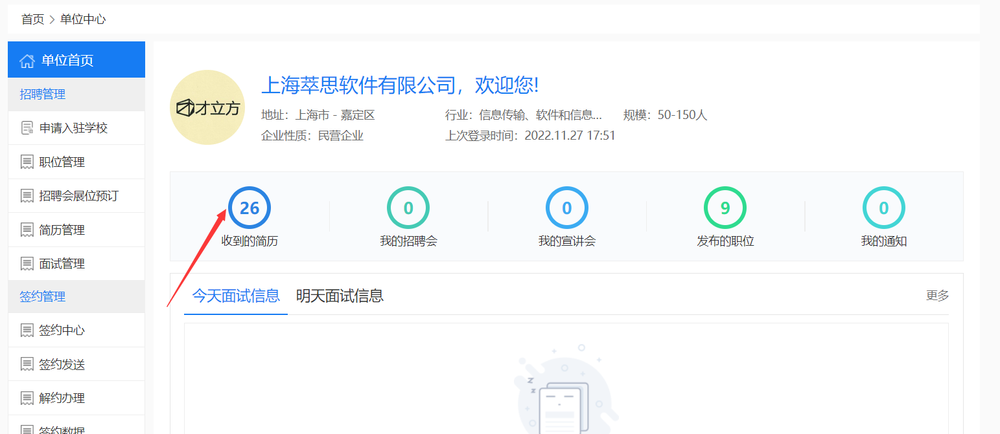 首页 > 单位中心
单位首页
招聘管理
申请入驻学校
职位管理
招聘会展位预订
简历管理
面试管理
签约管理
签约中心
签约发送
解约办理
签约数据
才立方
上海萃思软件有限公司，欢迎您!
地址：上海市 - 嘉定区 行业：信息传输、软件和信息... 规模：50-150人
企业性质：民营企业 上次登录时间：2022.11.27 17:51
26 0 0 9 0
收到的简历 我的招聘会 我的宣讲会 发布的职位 我的通知
今天面试信息 明天面试信息 更多
z
z